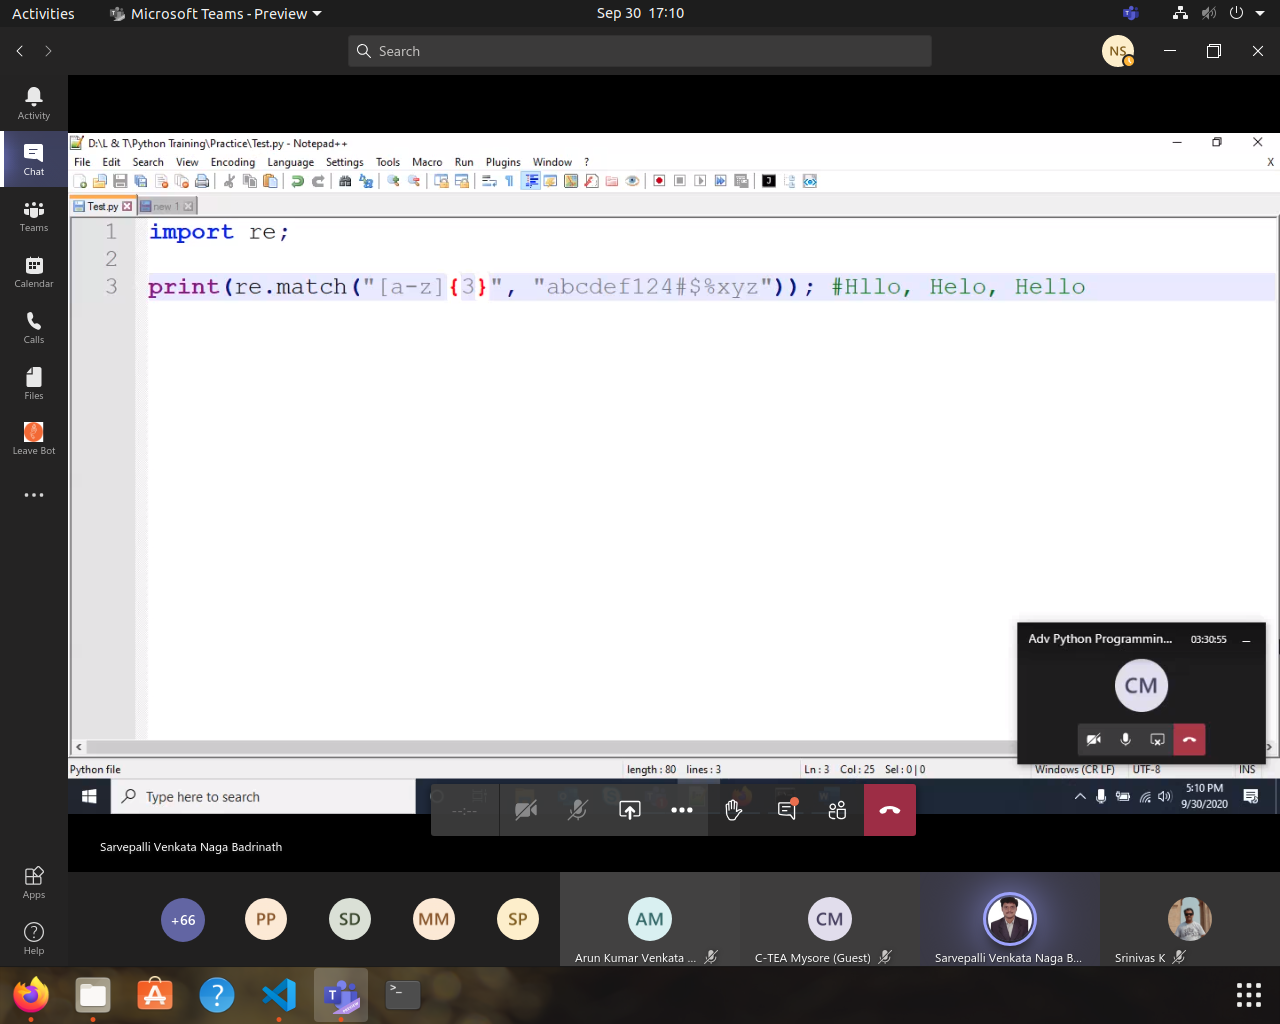 Activities Microsoft Teams - Preview Sep 30 17:10
Search NS
Activity
Chat
Teams
Calendar
Calls
Files
Leave Bot
Apps
Help
D:\L & T\Python Training\Practice\Test.py - Notepad++
File Edit Search View Encoding Language Settings Tools Macro Run Plugins Window ? X
Test.py new 1
1 import re;
2
3 print(re.match("[a-z]{3}", "abcdef124#$%xyz")); #Hllo, Helo, Hello
Adv Python Programmin... 03:30:55
CM
Python file length : 80 lines : 3 Ln : 3 Col : 25 Sel : 0 | 0 Windows (CR LF) UTF-8 INS
Type here to search
--:--
5:10 PM
9/30/2020
Sarvepalli Venkata Naga Badrinath
+66 PP SD MM SP AM CM
Arun Kumar Venkata ... C-TEA Mysore (Guest) Sarvepalli Venkata Naga B... Srinivas K